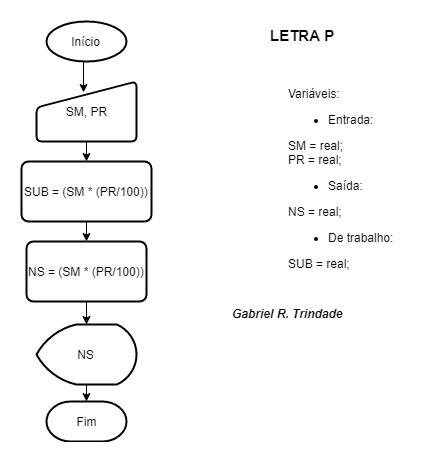 Início
SM, PR
SUB = (SM * (PR/100))
NS = (SM * (PR/100))
NS
Fim
LETRA P
Variáveis:
• Entrada:
SM = real;
PR = real;
• Saída:
NS = real;
• De trabalho:
SUB = real;
Gabriel R. Trindade